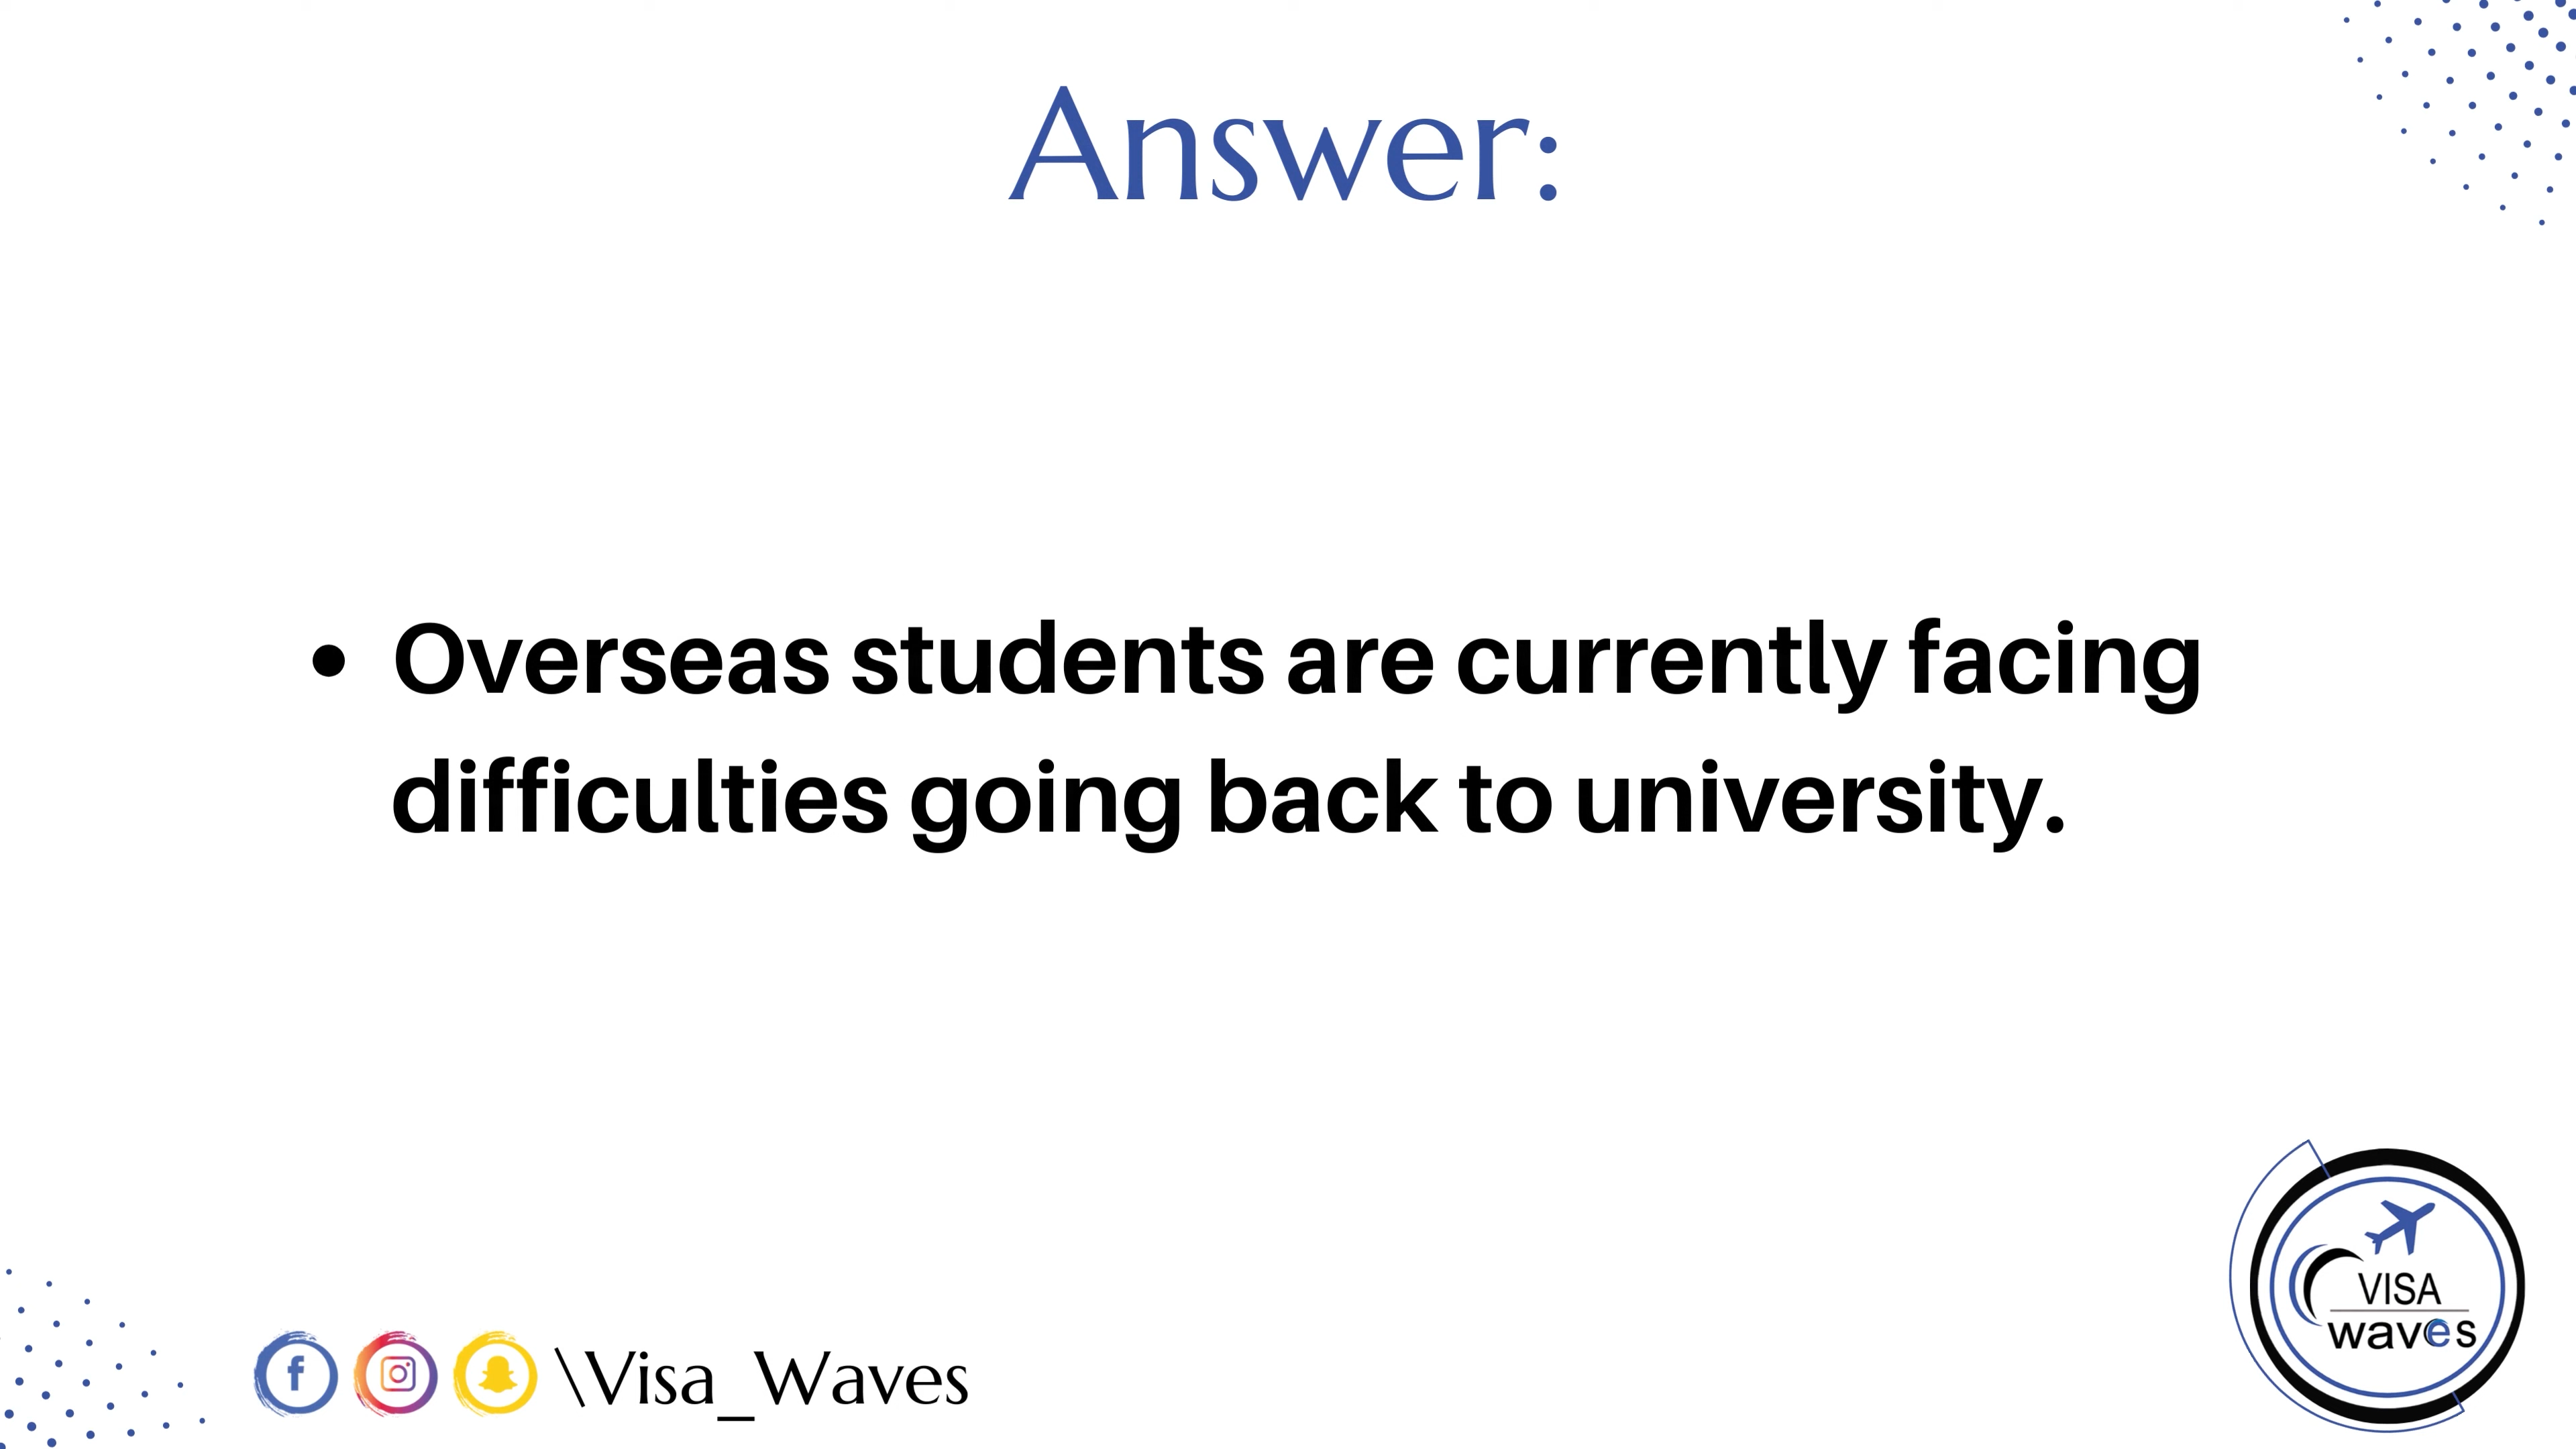 Answer:
• Overseas students are currently facing
difficulties going back to university.
\Visa_Waves
VISA
waves